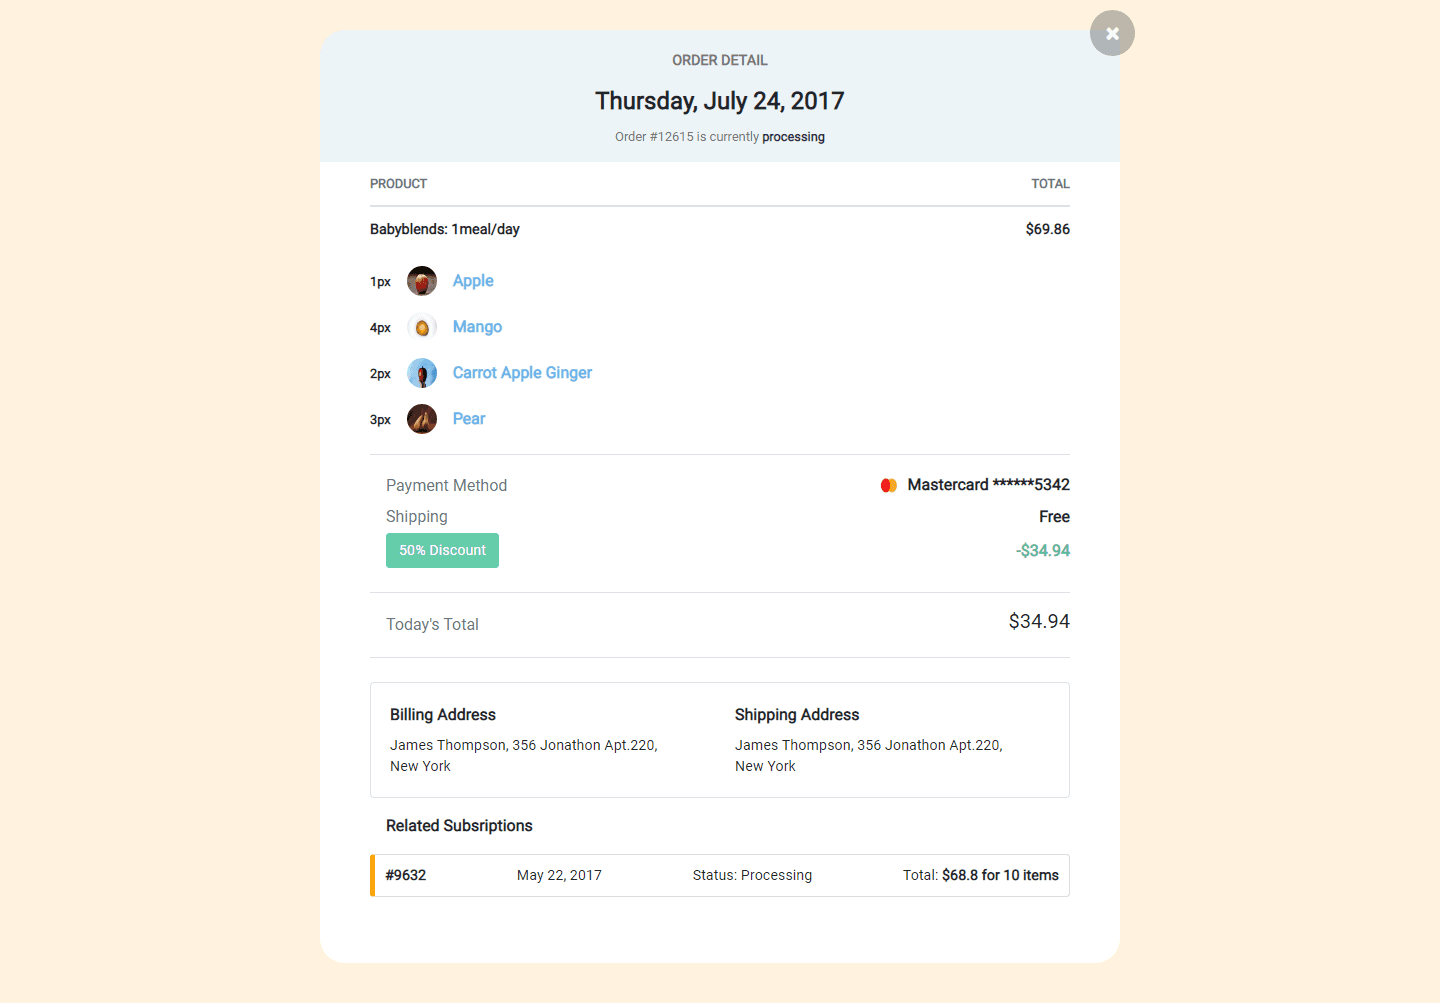 ORDER DETAIL
Thursday, July 24, 2017
Order #12615 is currently processing
PRODUCT TOTAL
Babyblends: 1meal/day $69.86
1px Apple
4px Mango
2px Carrot Apple Ginger
3px Pear
Payment Method Mastercard ******5342
Shipping Free
50% Discount -$34.94
Today's Total $34.94
Billing Address
James Thompson, 356 Jonathon Apt.220,
New York
Shipping Address
James Thompson, 356 Jonathon Apt.220,
New York
Related Subsriptions
#9632 May 22, 2017 Status: Processing Total: $68.8 for 10 items